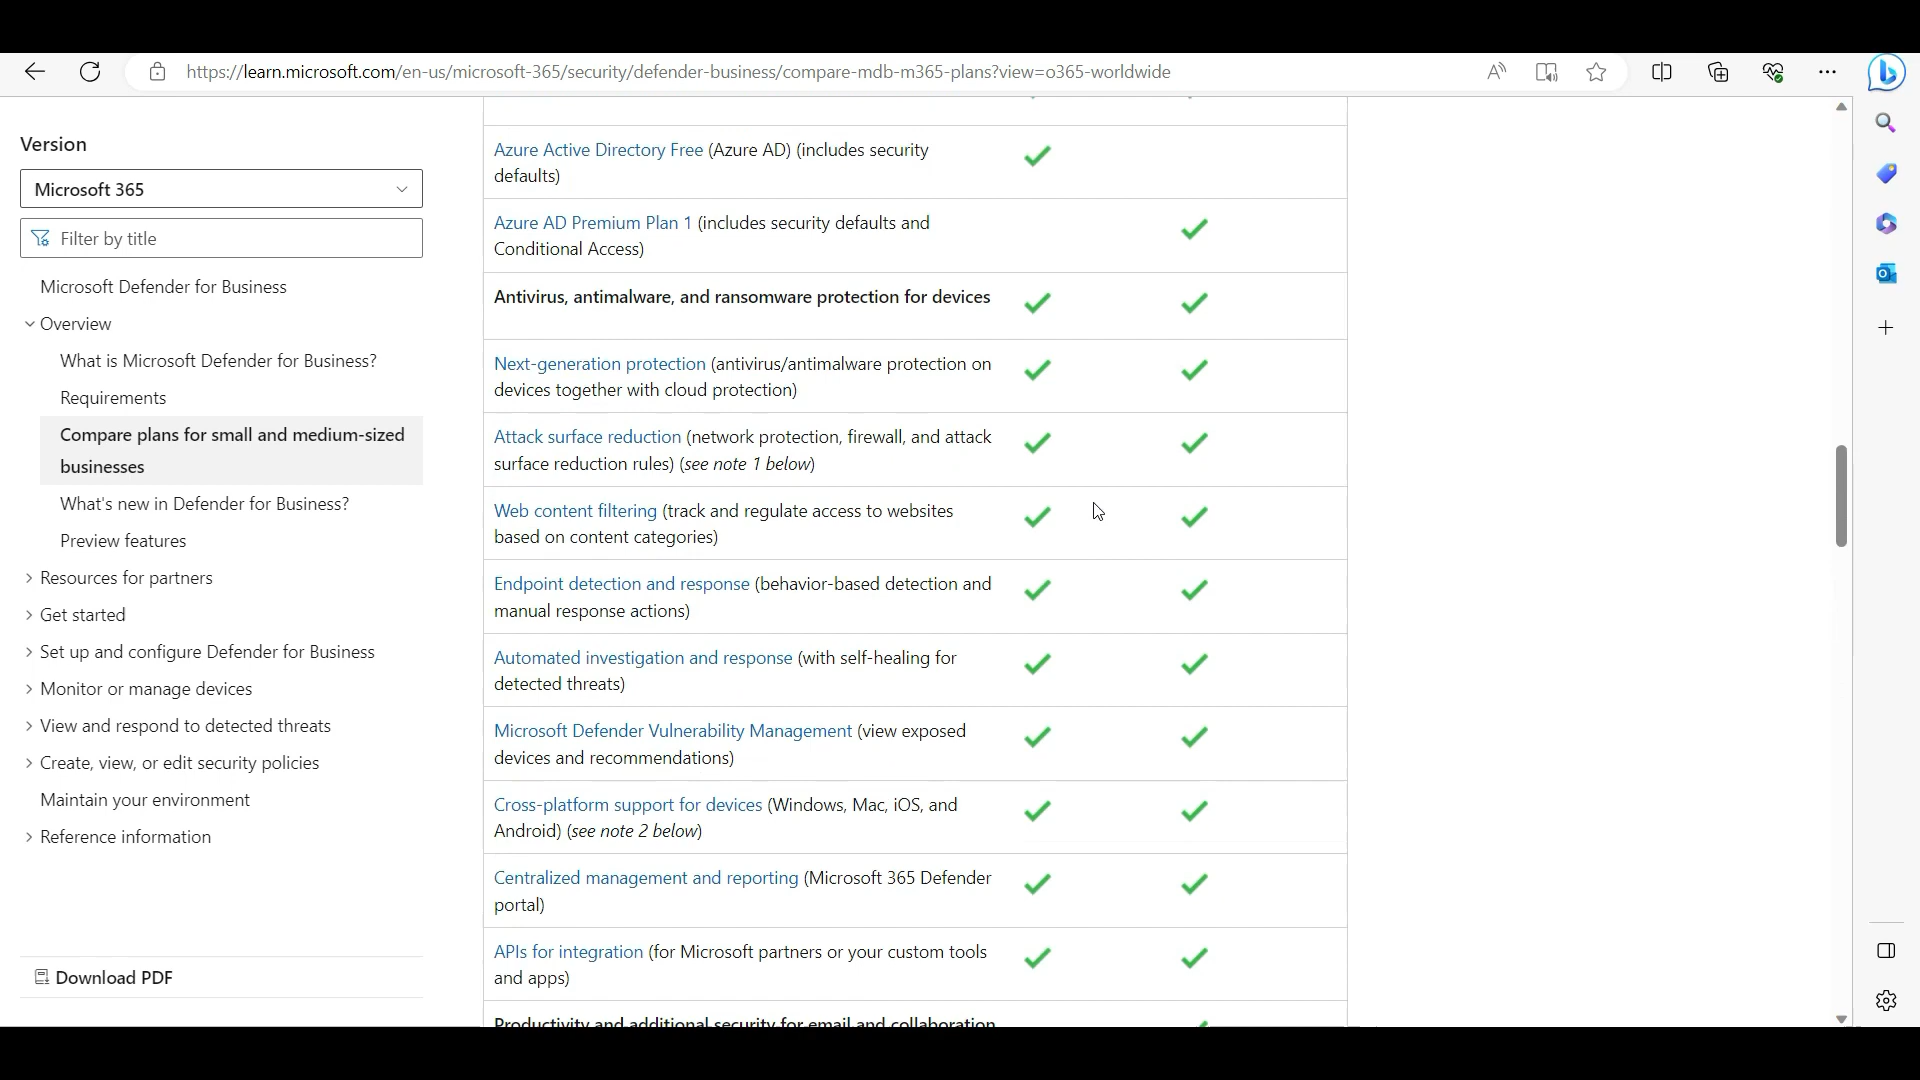 https://learn.microsoft.com/en-us/microsoft-365/security/defender-business/compare-mdb-m365-plans?view=o365-worldwide
Version
Microsoft 365
Filter by title
Microsoft Defender for Business
Overview
What is Microsoft Defender for Business?
Requirements
Compare plans for small and medium-sized
businesses
What's new in Defender for Business?
Preview features
Resources for partners
Get started
Set up and configure Defender for Business
Monitor or manage devices
View and respond to detected threats
Create, view, or edit security policies
Maintain your environment
Reference information
Download PDF
Azure Active Directory Free (Azure AD) (includes security
defaults)
Azure AD Premium Plan 1 (includes security defaults and
Conditional Access)
Antivirus, antimalware, and ransomware protection for devices
Next-generation protection (antivirus/antimalware protection on
devices together with cloud protection)
Attack surface reduction (network protection, firewall, and attack
surface reduction rules) (see note 1 below)
Web content filtering (track and regulate access to websites
based on content categories)
Endpoint detection and response (behavior-based detection and
manual response actions)
Automated investigation and response (with self-healing for
detected threats)
Microsoft Defender Vulnerability Management (view exposed
devices and recommendations)
Cross-platform support for devices (Windows, Mac, iOS, and
Android) (see note 2 below)
Centralized management and reporting (Microsoft 365 Defender
portal)
APIs for integration (for Microsoft partners or your custom tools
and apps)
Productivity and additional security for email and collaboration